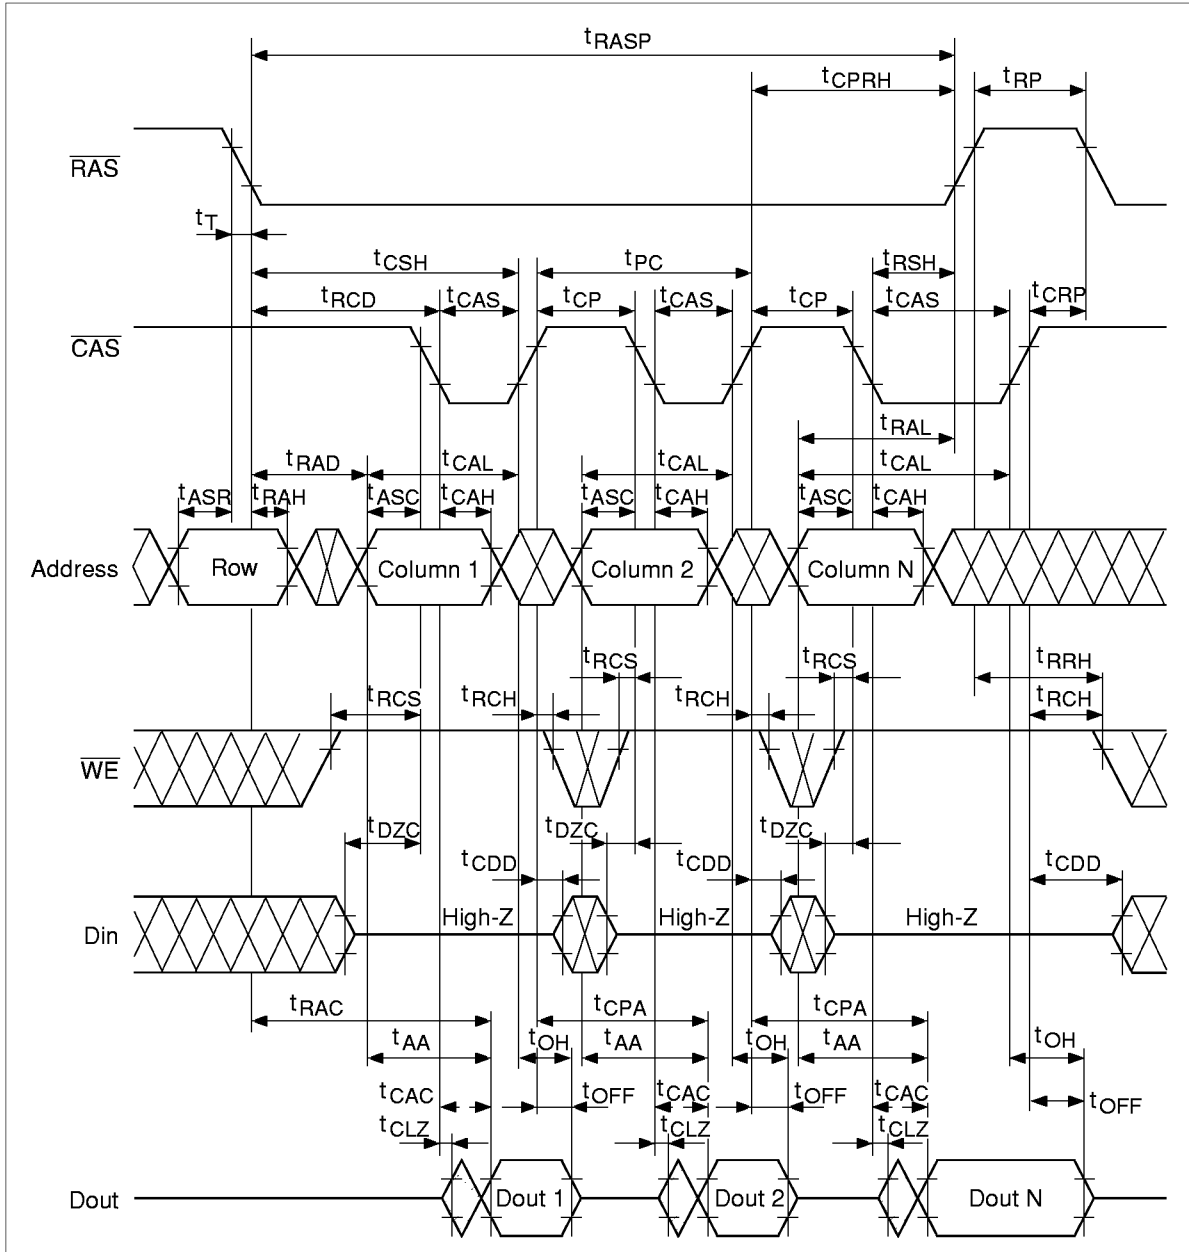 tRASP
tCPRH tRP
RAS
tT
tCSH tPC tRSH
tRCD tCAS tCP tCAS tCP tCAS tCRP
CAS
tRAL
tRAD tCAL tCAL tCAL
tASR tRAH tASC tCAH tASC tCAH tASC tCAH
Address Row Column 1 Column 2 Column N
tRCS tRCS tRRH
tRCS tRCH tRCH tRCH
WE
tDZC tDZC tDZC
tCDD tCDD tCDD
Din High-Z High-Z High-Z
tRAC tCPA tCPA
tAA tOH tAA tOH tAA tOH
tCAC tOFF tCAC tOFF tCAC tOFF
tCLZ tCLZ tCLZ
Dout Dout 1 Dout 2 Dout N